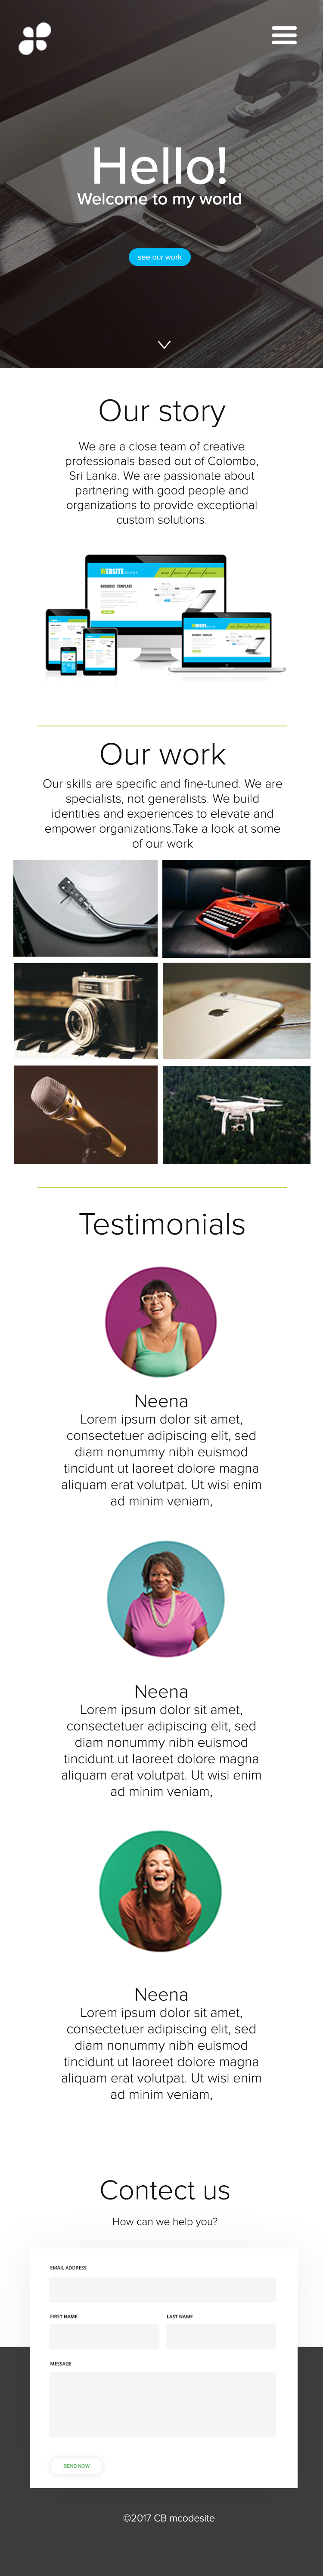 Hello!
Welcome to my world
see our work
Our story
We are a close team of creative
professionals based out of Colombo,
Sri Lanka. We are passionate about
partnering with good people and
organizations to provide exceptional
custom solutions.
WEBSITE design
BUSINESS TEMPLATE
Our work
Our skills are specific and fine-tuned. We are
specialists, not generalists. We build
identities and experiences to elevate and
empower organizations.Take a look at some
of our work
Testimonials
Neena
Lorem ipsum dolor sit amet,
consectetuer adipiscing elit, sed
diam nonummy nibh euismod
tincidunt ut laoreet dolore magna
aliquam erat volutpat. Ut wisi enim
ad minim veniam,
Neena
Lorem ipsum dolor sit amet,
consectetuer adipiscing elit, sed
diam nonummy nibh euismod
tincidunt ut laoreet dolore magna
aliquam erat volutpat. Ut wisi enim
ad minim veniam,
Neena
Lorem ipsum dolor sit amet,
consectetuer adipiscing elit, sed
diam nonummy nibh euismod
tincidunt ut laoreet dolore magna
aliquam erat volutpat. Ut wisi enim
ad minim veniam,
Contact us
How can we help you?
EMAIL ADDRESS
FIRST NAME LAST NAME
MESSAGE
SEND NOW
©2017 CB mcodesite